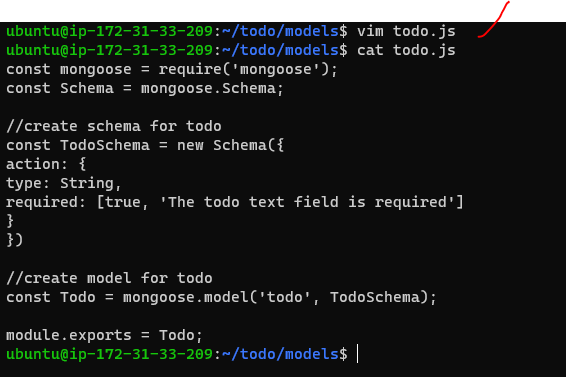 ubuntu@ip-172-31-33-209:~/todo/models$ vim todo.js
ubuntu@ip-172-31-33-209:~/todo/models$ cat todo.js
const mongoose = require('mongoose');
const Schema = mongoose.Schema;

//create schema for todo
const TodoSchema = new Schema({
action: {
type: String,
required: [true, 'The todo text field is required']
}
})

//create model for todo
const Todo = mongoose.model('todo', TodoSchema);

module.exports = Todo;
ubuntu@ip-172-31-33-209:~/todo/models$